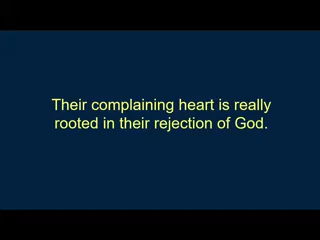 Their complaining heart is really
rooted in their rejection of God.